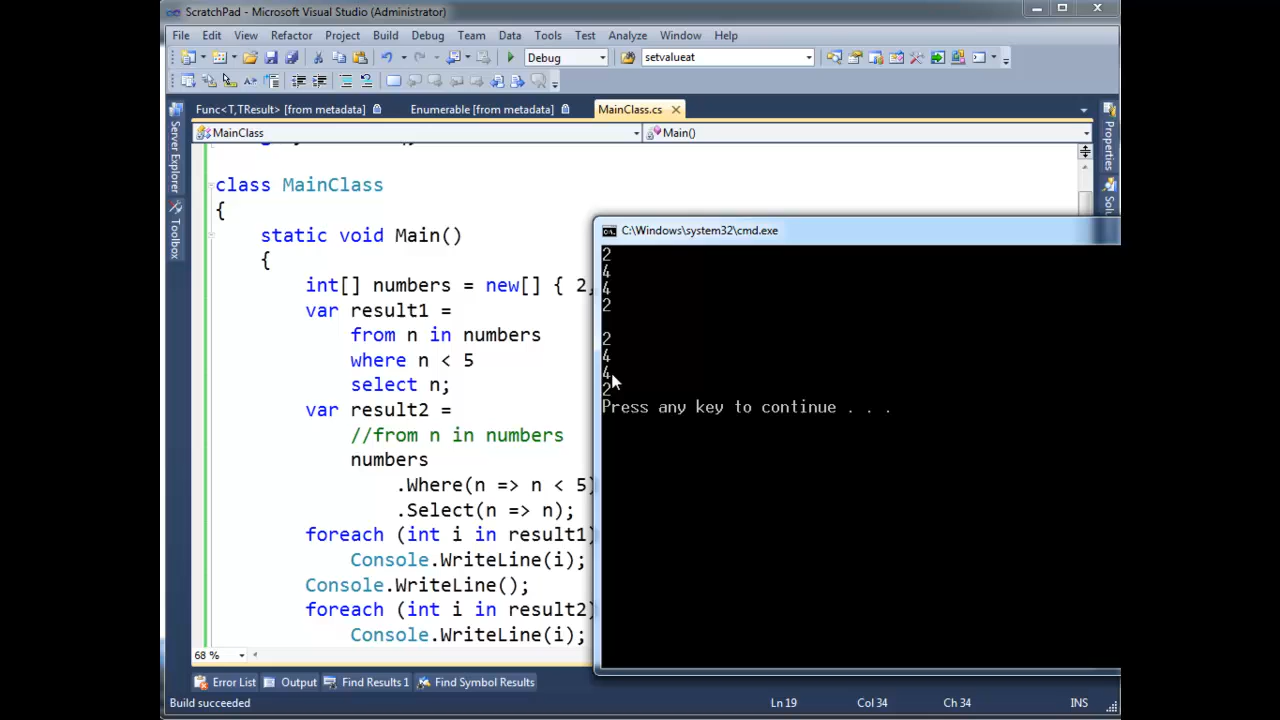 ScratchPad - Microsoft Visual Studio (Administrator)
File Edit View Refactor Project Build Debug Team Data Tools Test Analyze Window Help
Debug setvalueat
Func<T,TResult> [from metadata] Enumerable [from metadata] MainClass.cs
MainClass Main()
class MainClass
{
static void Main()
{
int[] numbers = new[] { 2,
var result1 =
from n in numbers
where n < 5
select n;
var result2 =
//from n in numbers
numbers
.Where(n => n < 5)
.Select(n => n);
foreach (int i in result1)
Console.WriteLine(i);
Console.WriteLine();
foreach (int i in result2)
Console.WriteLine(i);
68 %
Server Explorer
Toolbox
Properties
C:\Windows\system32\cmd.exe
2
4
4
2
2
4
4
2
Press any key to continue . . .
Error List Output Find Results 1 Find Symbol Results
Build succeeded Ln 19 Col 34 Ch 34 INS